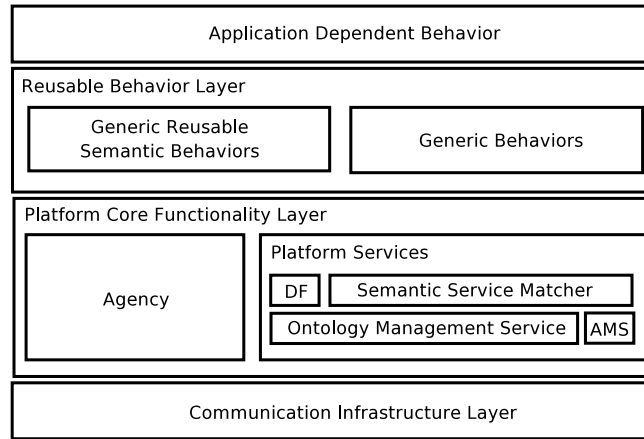 Application Dependent Behavior
Reusable Behavior Layer
Generic Reusable
Semantic Behaviors
Generic Behaviors
Platform Core Functionality Layer
Agency
Platform Services
DF
Semantic Service Matcher
Ontology Management Service
AMS
Communication Infrastructure Layer